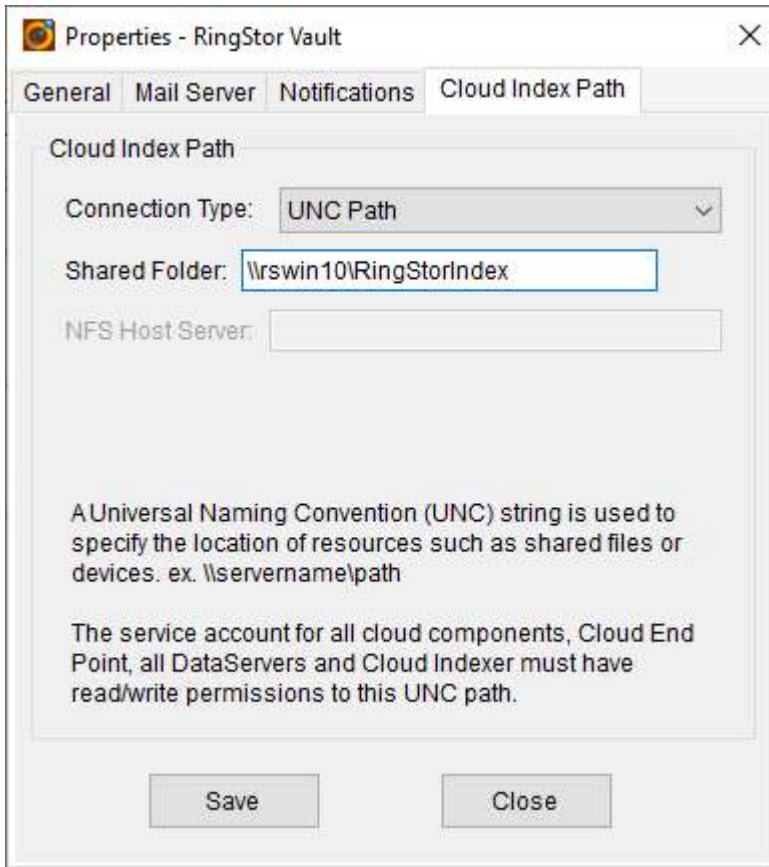 Properties - RingStor Vault
General Mail Server Notifications Cloud Index Path
Cloud Index Path
Connection Type: UNC Path
Shared Folder: \\rswin10\RingStorIndex
NFS Host Server:
A Universal Naming Convention (UNC) string is used to
specify the location of resources such as shared files or
devices. ex. \\servername\path
The service account for all cloud components, Cloud End
Point, all DataServers and Cloud Indexer must have
read/write permissions to this UNC path.
Save Close